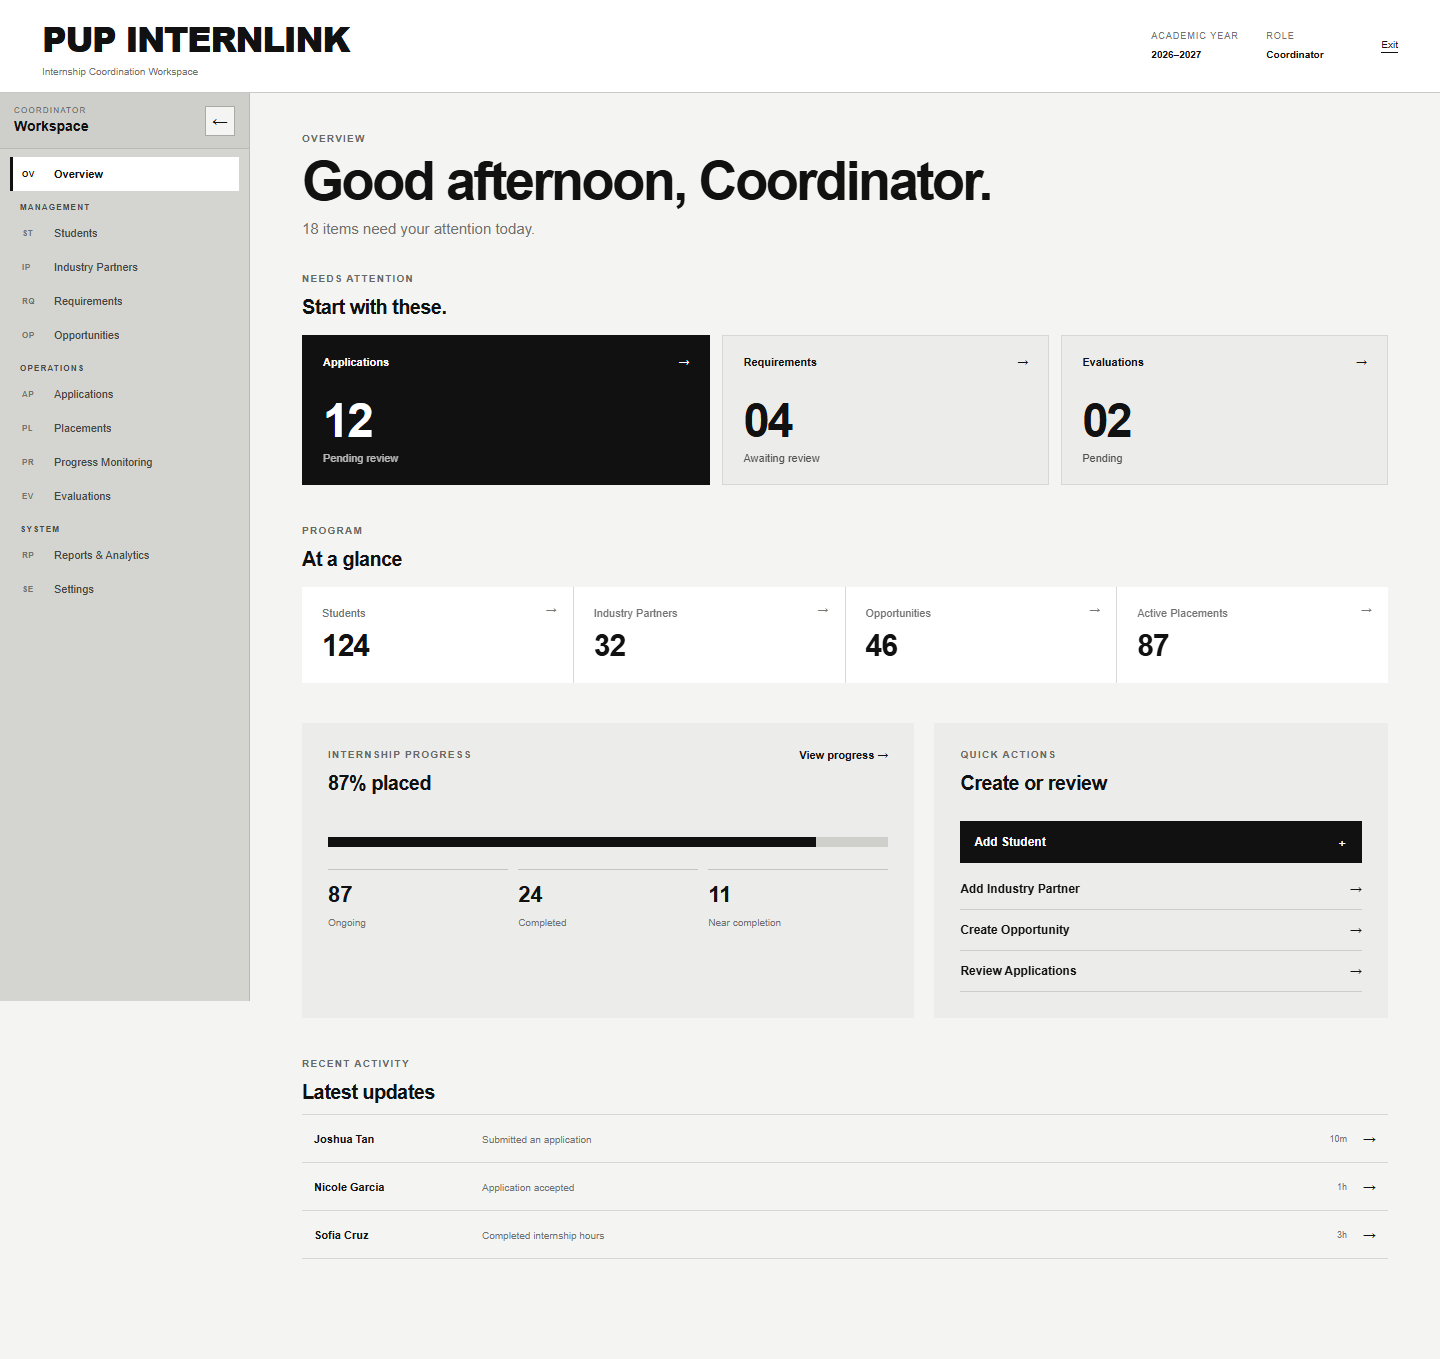 PUP INTERNLINK
Internship Coordination Workspace
ACADEMIC YEAR
2026–2027
ROLE
Coordinator
Exit
COORDINATOR
Workspace
←
OV Overview
MANAGEMENT
ST Students
IP Industry Partners
RQ Requirements
OP Opportunities
OPERATIONS
AP Applications
PL Placements
PR Progress Monitoring
EV Evaluations
SYSTEM
RP Reports & Analytics
SE Settings
OVERVIEW
Good afternoon, Coordinator.
18 items need your attention today.
NEEDS ATTENTION
Start with these.
Applications →
12
Pending review
Requirements →
04
Awaiting review
Evaluations →
02
Pending
PROGRAM
At a glance
Students →
124
Industry Partners →
32
Opportunities →
46
Active Placements →
87
INTERNSHIP PROGRESS
87% placed
View progress →
87
Ongoing
24
Completed
11
Near completion
QUICK ACTIONS
Create or review
Add Student +
Add Industry Partner →
Create Opportunity →
Review Applications →
RECENT ACTIVITY
Latest updates
Joshua Tan Submitted an application 10m →
Nicole Garcia Application accepted 1h →
Sofia Cruz Completed internship hours 3h →